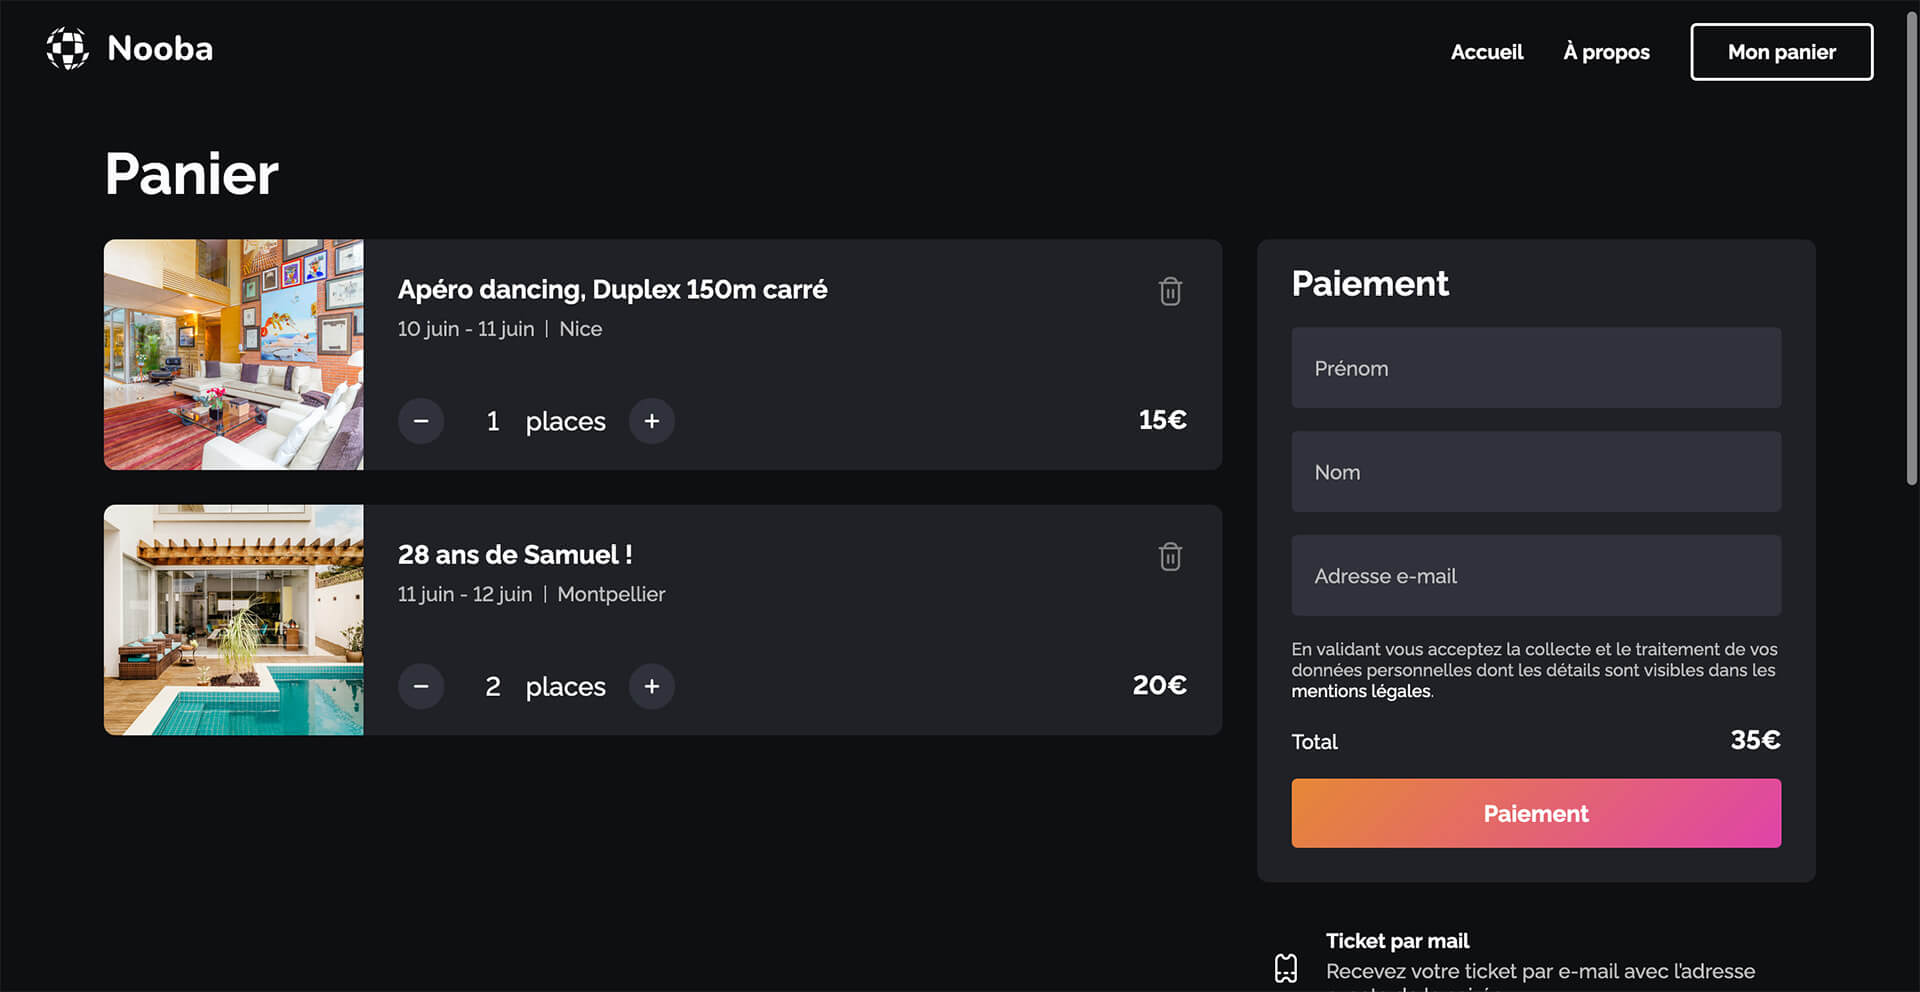 Nooba
Accueil
À propos
Mon panier
Panier
Apéro dancing, Duplex 150m carré
10 juin - 11 juin | Nice
− 1 places +
15€
28 ans de Samuel !
11 juin - 12 juin | Montpellier
− 2 places +
20€
Paiement
Prénom
Nom
Adresse e-mail
En validant vous acceptez la collecte et le traitement de vos
données personnelles dont les détails sont visibles dans les
mentions légales.
Total
35€
Paiement
Ticket par mail
Recevez votre ticket par e-mail avec l'adresse